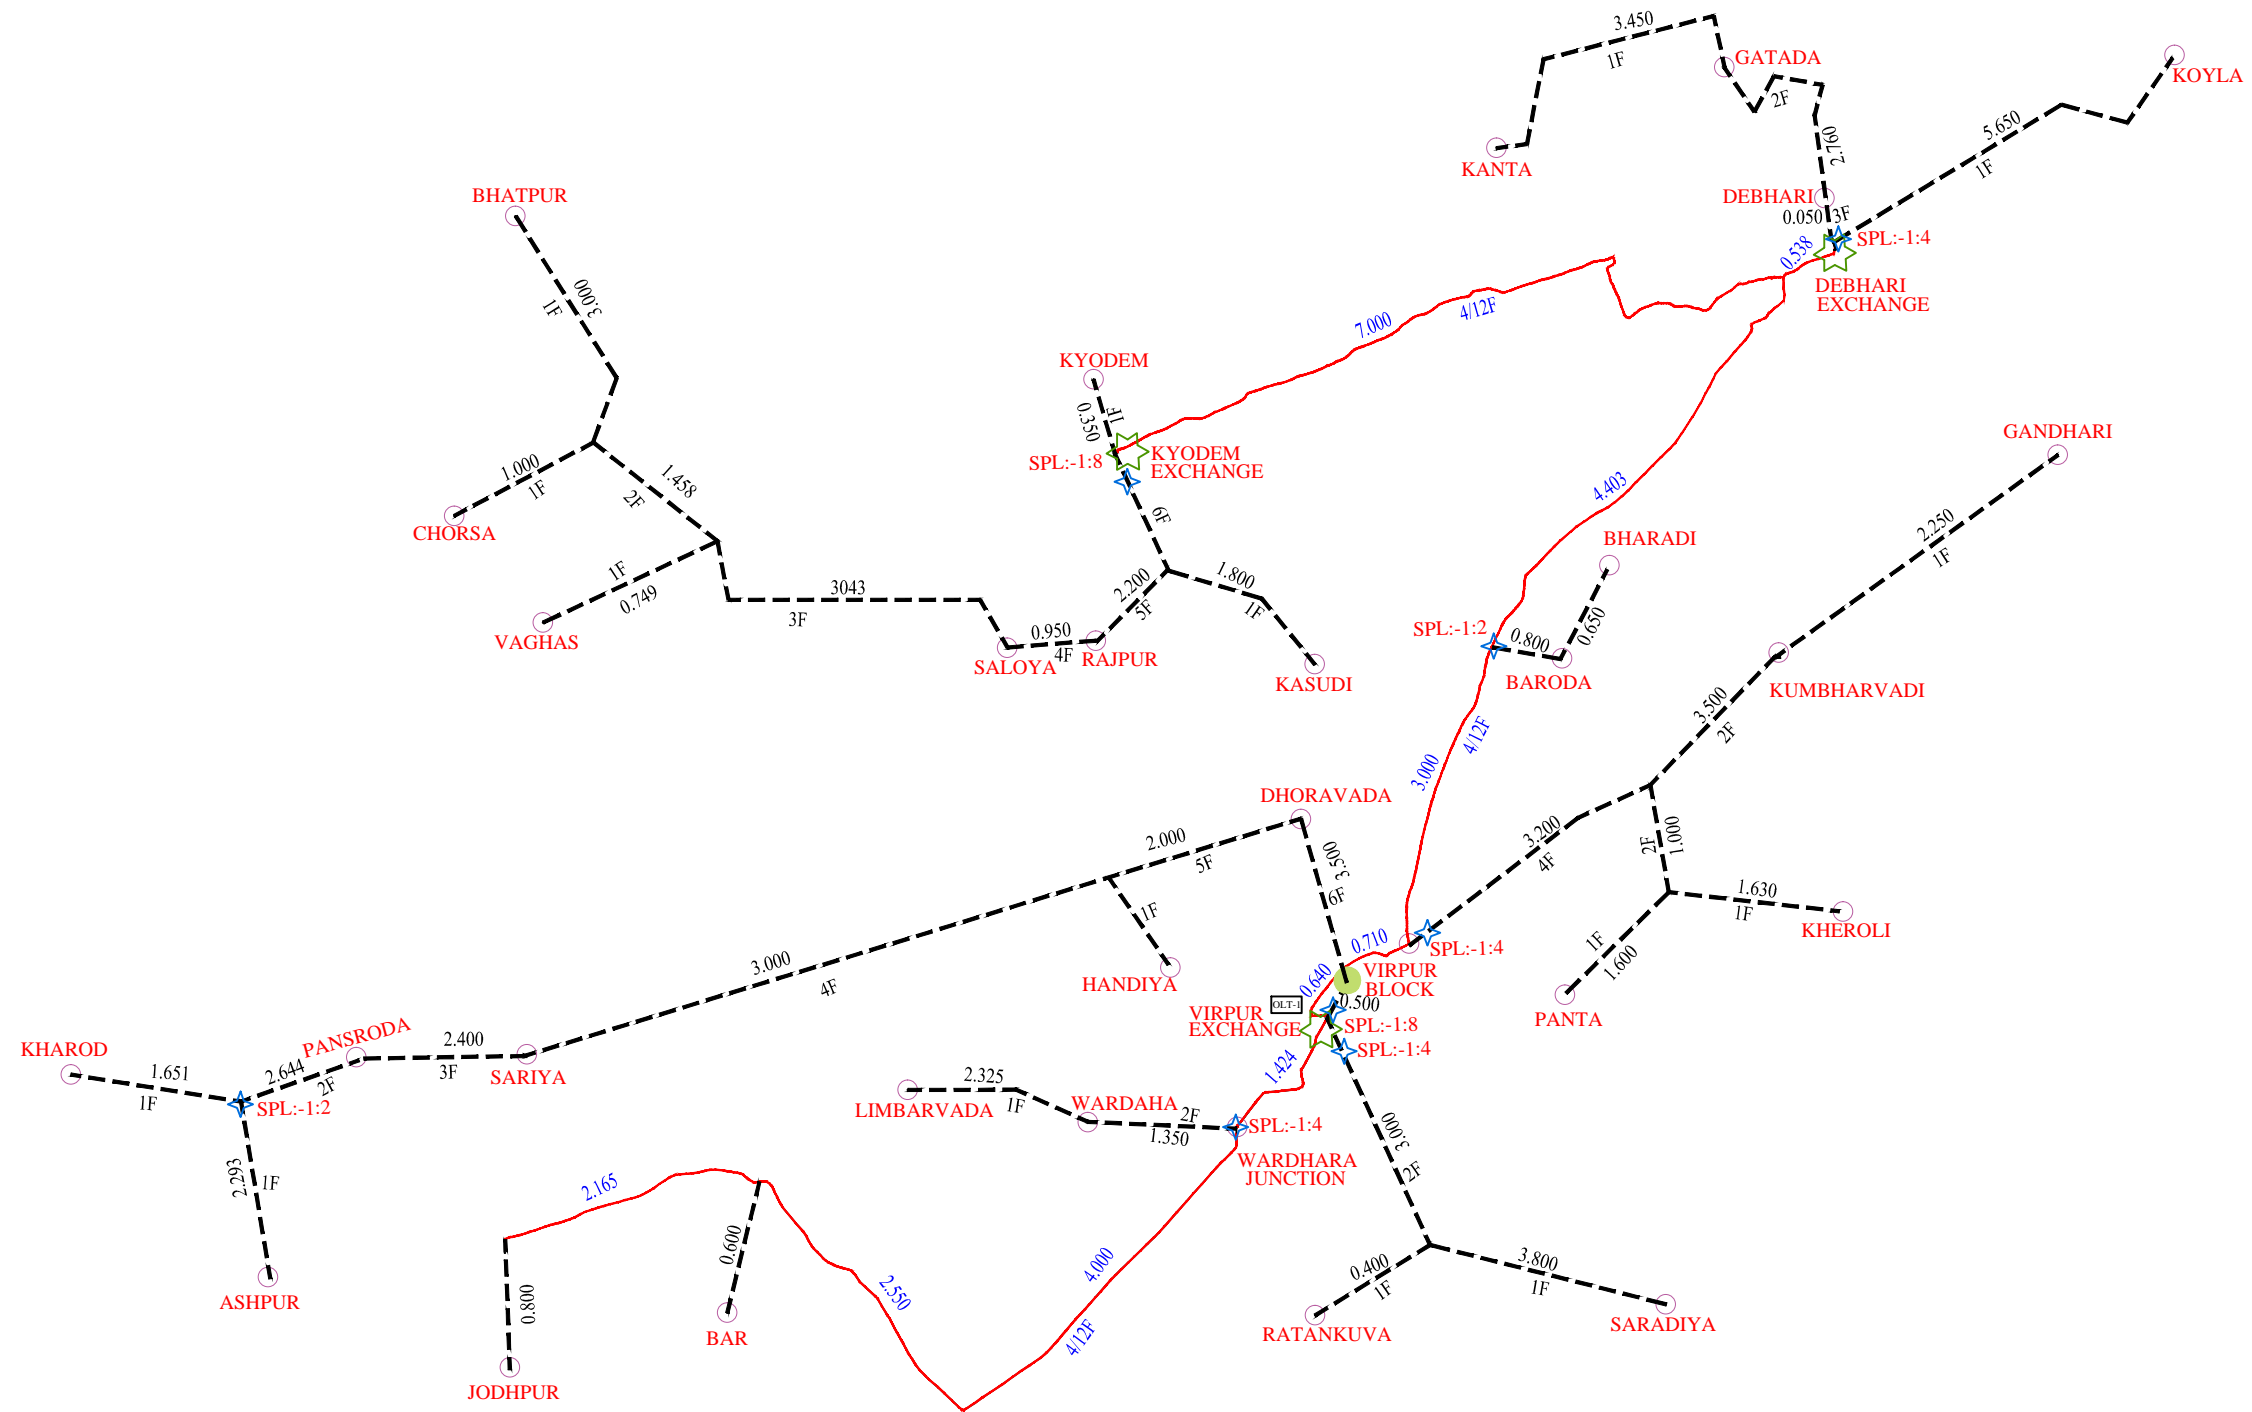 3.450
1F
GATADA
KOYLA
2F
5.650
1F
2.760
KANTA
DEBHARI
0.050
3F
SPL:-1:4
0.538
DEBHARI
EXCHANGE
BHATPUR
3.000
1F
7.000
4/12F
KYODEM
1F
0.350
SPL:-1:8
KYODEM
EXCHANGE
GANDHARI
1.000
1F
1.458
2F
CHORSA
6F
4.403
2.250
1F
BHARADI
1F
0.749
VAGHAS
3043
3F
2.200
5F
1.800
1F
0.950
4F
SALOYA
RAJPUR
KASUDI
SPL:-1:2
0.800
0.650
BARODA
KUMBHARVADI
3.500
2F
3.000
4/12F
DHORAVADA
2.000
5F
3.500
6F
3.200
4F
2F
1.000
1.630
1F
KHEROLI
1F
HANDIYA
3.000
4F
0.710
SPL:-1:4
1F
1.600
PANTA
0.640
VIRPUR
BLOCK
OLT-1
0.500
VIRPUR
EXCHANGE
SPL:-1:8
SPL:-1:4
KHAROD
PANSRODA
2.400
3F
SARIYA
1.651
1F
2.644
2F
SPL:-1:2
2.325
1F
LIMBARVADA
WARDAHA
2F
1.350
1.424
SPL:-1:4
WARDHARA
JUNCTION
3.000
2F
2.293
1F
ASHPUR
2.165
0.600
BAR
0.800
JODHPUR
2.550
4.000
4/12F
0.400
1F
RATANKUVA
3.800
1F
SARADIYA